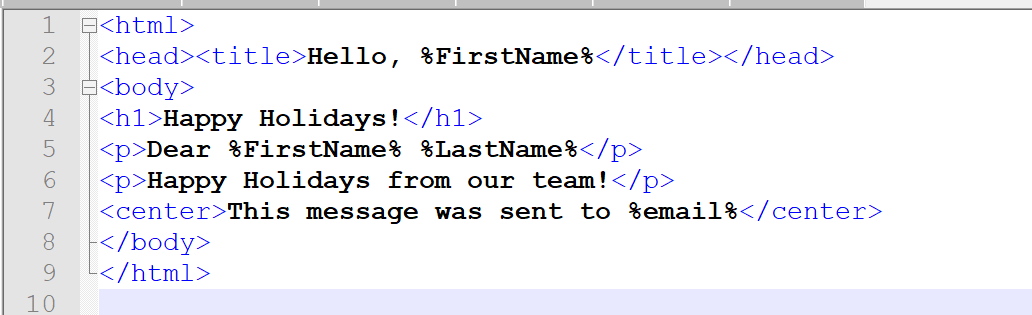 1 <html>
2 <head><title>Hello, %FirstName%</title></head>
3 <body>
4 <h1>Happy Holidays!</h1>
5 <p>Dear %FirstName% %LastName%</p>
6 <p>Happy Holidays from our team!</p>
7 <center>This message was sent to %email%</center>
8 </body>
9 </html>
10